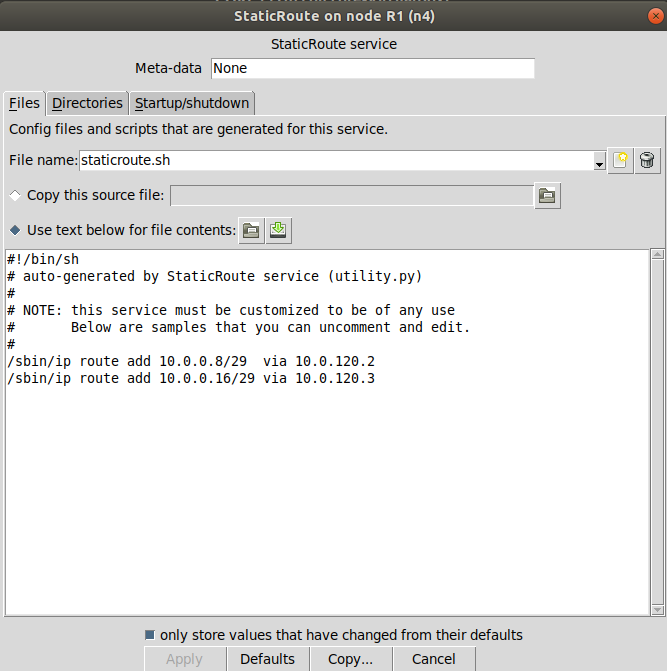 StaticRoute on node R1 (n4)
StaticRoute service
Meta-data None
Files Directories Startup/shutdown
Config files and scripts that are generated for this service.
File name: staticroute.sh
Copy this source file:
Use text below for file contents:
#!/bin/sh
# auto-generated by StaticRoute service (utility.py)
#
# NOTE: this service must be customized to be of any use
#       Below are samples that you can uncomment and edit.
#
/sbin/ip route add 10.0.0.8/29  via 10.0.120.2
/sbin/ip route add 10.0.0.16/29 via 10.0.120.3
only store values that have changed from their defaults
Apply Defaults Copy... Cancel